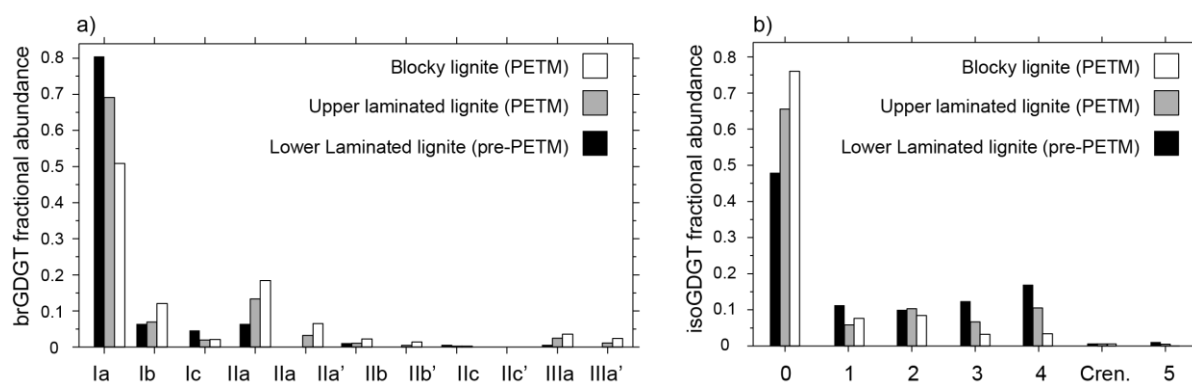 a)
brGDGT fractional abundance
0.8
0.7
0.6
0.5
0.4
0.3
0.2
0.1
0
Blocky lignite (PETM)
Upper laminated lignite (PETM)
Lower Laminated lignite (pre-PETM)
Ia Ib Ic IIa IIa IIa' IIb IIb' IIc IIc' IIIa IIIa'
b)
isoGDGT fractional abundance
0.8
0.7
0.6
0.5
0.4
0.3
0.2
0.1
0
Blocky lignite (PETM)
Upper laminated lignite (PETM)
Lower Laminated lignite (pre-PETM)
0 1 2 3 4 Cren. 5